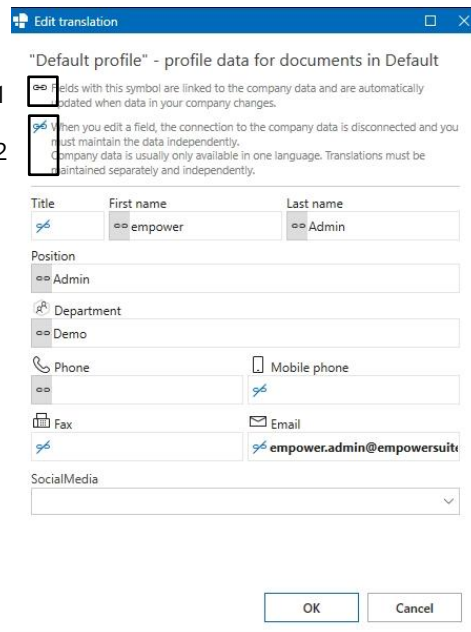 Edit translation
"Default profile" - profile data for documents in Default
1
Fields with this symbol are linked to the company data and are automatically
updated when data in your company changes.
2
When you edit a field, the connection to the company data is disconnected and you
must maintain the data independently.
Company data is usually only available in one language. Translations must be
maintained separately and independently.
Title First name Last name
empower Admin
Position
Admin
Department
Demo
Phone Mobile phone
Fax Email
empower.admin@empowersuite
SocialMedia
OK Cancel